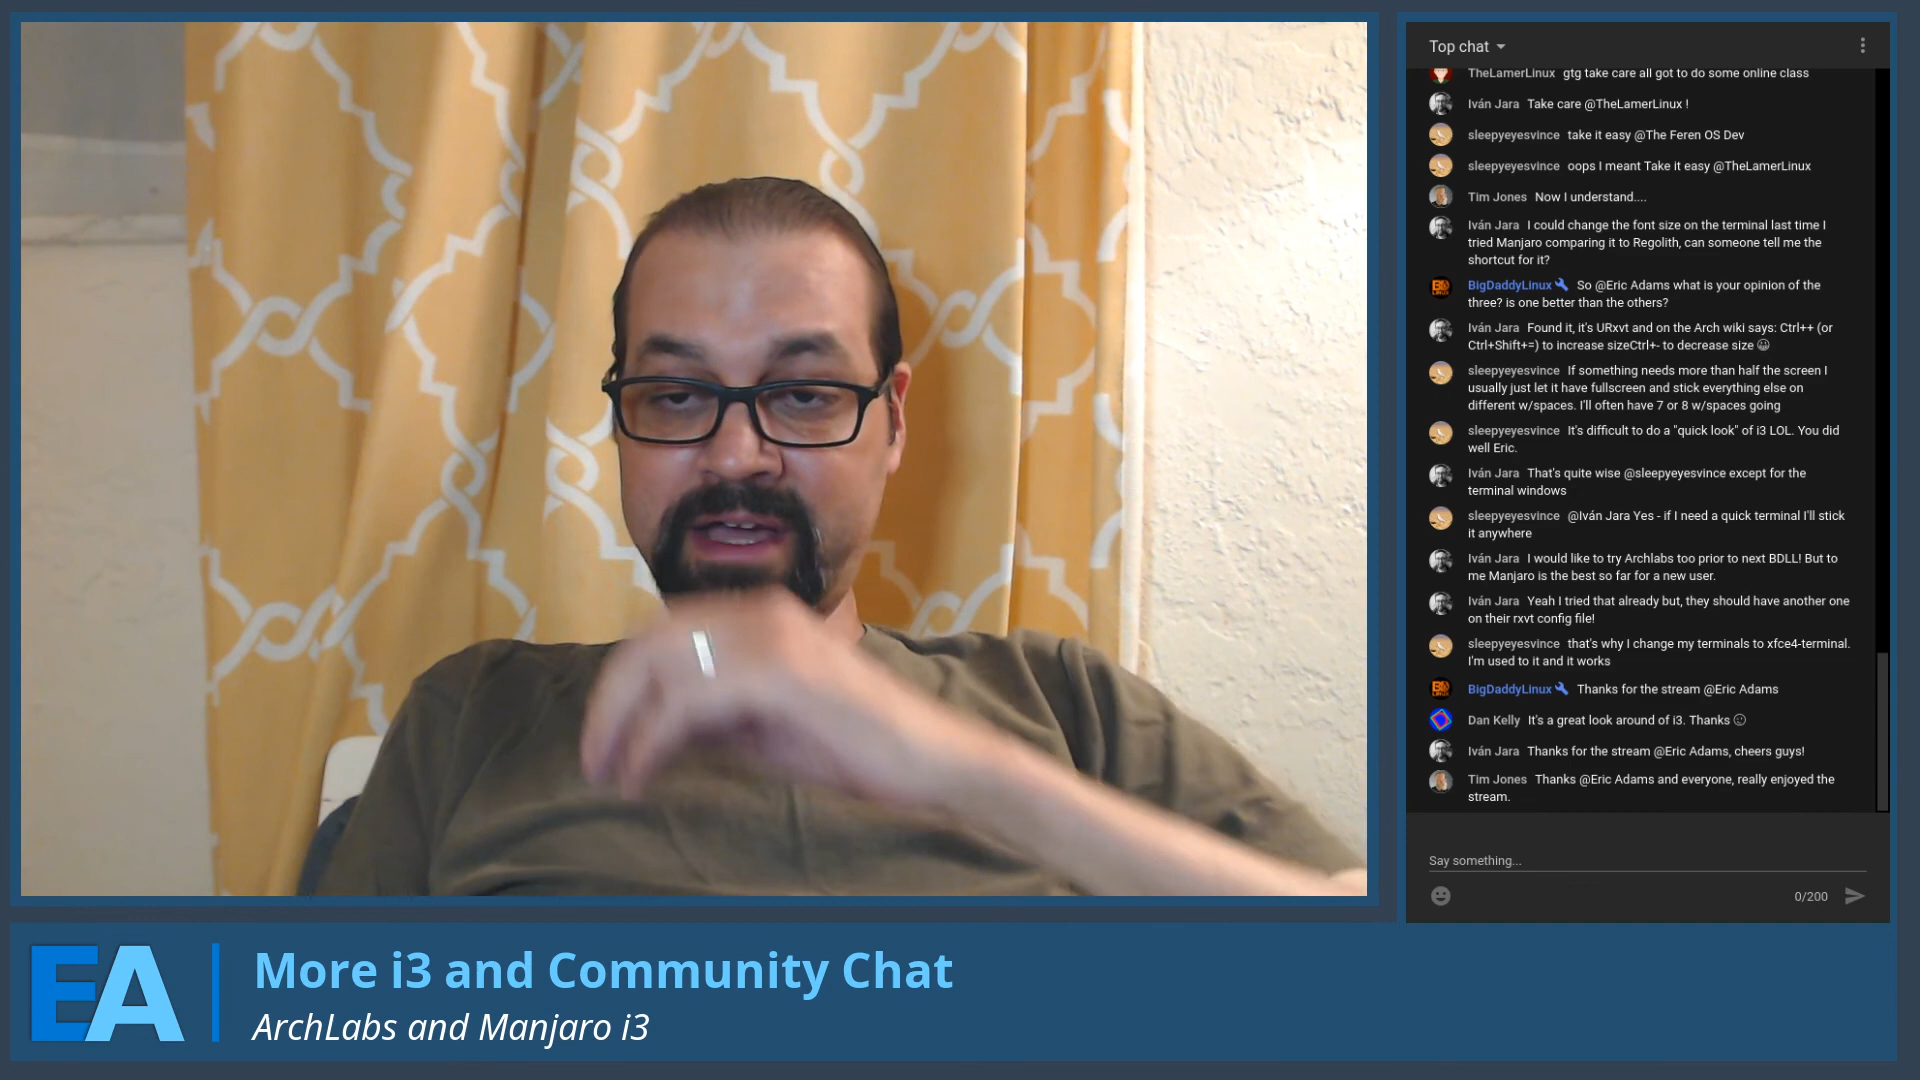 Top chat
TheLamerLinux gtg take care all got to do some online class
Iván Jara Take care @TheLamerLinux !
sleepyeyesvince take it easy @The Feren OS Dev
sleepyeyesvince oops I meant Take it easy @TheLamerLinux
Tim Jones Now I understand....
Iván Jara I could change the font size on the terminal last time I
tried Manjaro comparing it to Regolith, can someone tell me the
shortcut for it?
BigDaddyLinux So @Eric Adams what is your opinion of the
three? is one better than the others?
Iván Jara Found it, it's URxvt and on the Arch wiki says: Ctrl++ (or
Ctrl+Shift+=) to increase sizeCtrl+- to decrease size 😀
sleepyeyesvince If something needs more than half the screen I
usually just let it have fullscreen and stick everything else on
different w/spaces. I'll often have 7 or 8 w/spaces going
sleepyeyesvince It's difficult to do a "quick look" of i3 LOL. You did
well Eric.
Iván Jara That's quite wise @sleepyeyesvince except for the
terminal windows
sleepyeyesvince @Iván Jara Yes - if I need a quick terminal I'll stick
it anywhere
Iván Jara I would like to try Archlabs too prior to next BDLL! But to
me Manjaro is the best so far for a new user.
Iván Jara Yeah I tried that already but, they should have another one
on their rxvt config file!
sleepyeyesvince that's why I change my terminals to xfce4-terminal.
I'm used to it and it works
BigDaddyLinux Thanks for the stream @Eric Adams
Dan Kelly It's a great look around of i3. Thanks 🙂
Iván Jara Thanks for the stream @Eric Adams, cheers guys!
Tim Jones Thanks @Eric Adams and everyone, really enjoyed the
stream.
Say something...
0/200
EA
More i3 and Community Chat
ArchLabs and Manjaro i3